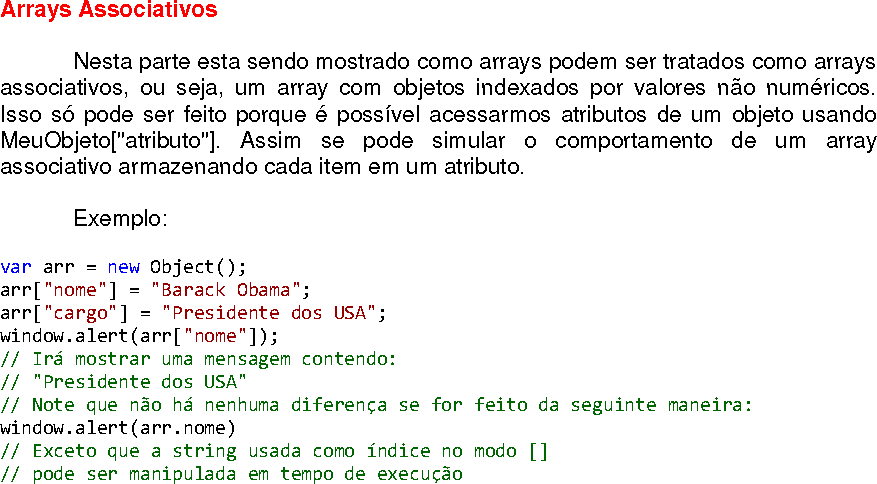 Arrays Associativos
Nesta parte esta sendo mostrado como arrays podem ser tratados como arrays
associativos, ou seja, um array com objetos indexados por valores não numéricos.
Isso só pode ser feito porque é possível acessarmos atributos de um objeto usando
MeuObjeto["atributo"]. Assim se pode simular o comportamento de um array
associativo armazenando cada item em um atributo.
Exemplo:
var arr = new Object();
arr["nome"] = "Barack Obama";
arr["cargo"] = "Presidente dos USA";
window.alert(arr["nome"]);
// Irá mostrar uma mensagem contendo:
// "Presidente dos USA"
// Note que não há nenhuma diferença se for feito da seguinte maneira:
window.alert(arr.nome)
// Exceto que a string usada como índice no modo []
// pode ser manipulada em tempo de execução